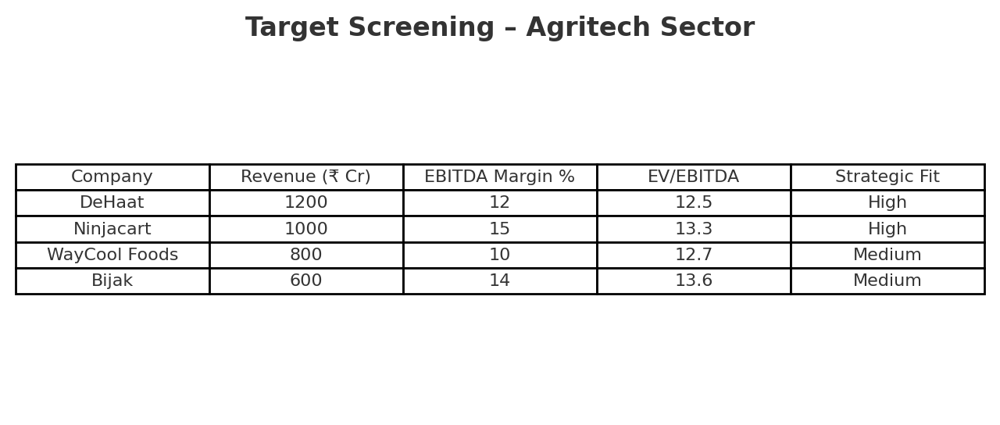 Target Screening – Agritech Sector
Company Revenue (₹ Cr) EBITDA Margin % EV/EBITDA Strategic Fit
DeHaat 1200 12 12.5 High
Ninjacart 1000 15 13.3 High
WayCool Foods 800 10 12.7 Medium
Bijak 600 14 13.6 Medium